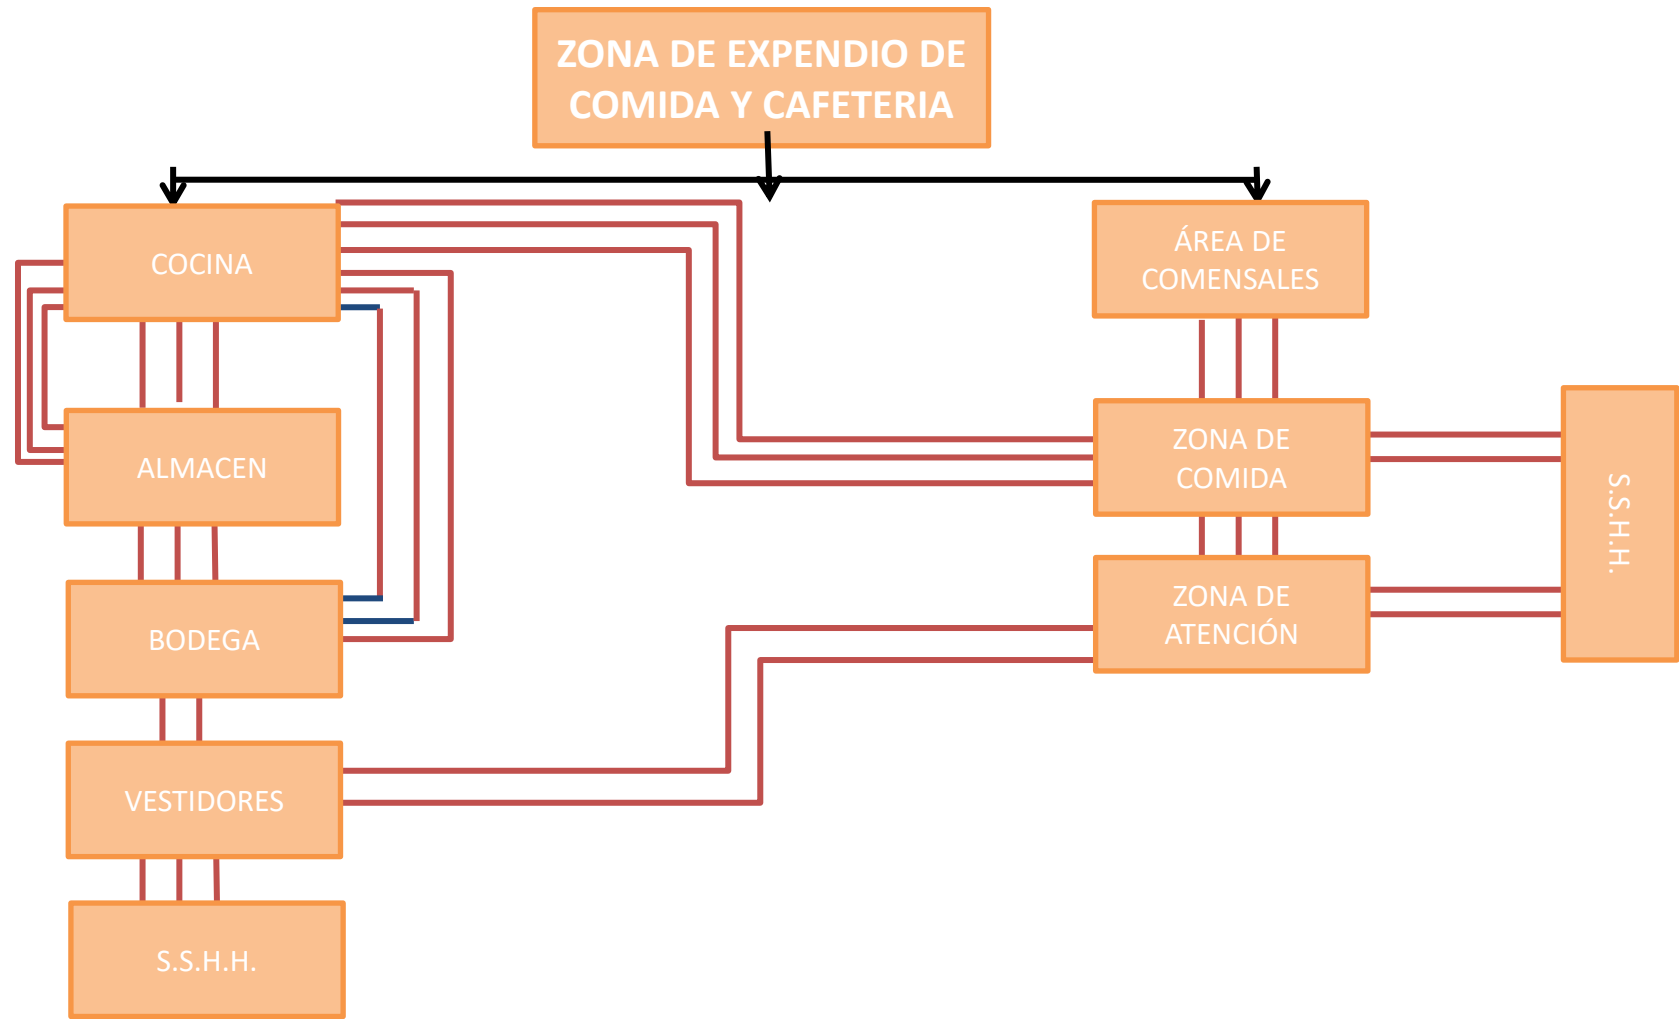 ZONA DE EXPENDIO DE
COMIDA Y CAFETERIA
COCINA
ALMACEN
BODEGA
VESTIDORES
S.S.H.H.
ÁREA DE
COMENSALES
ZONA DE
COMIDA
ZONA DE
ATENCIÓN
S.S.H.H.